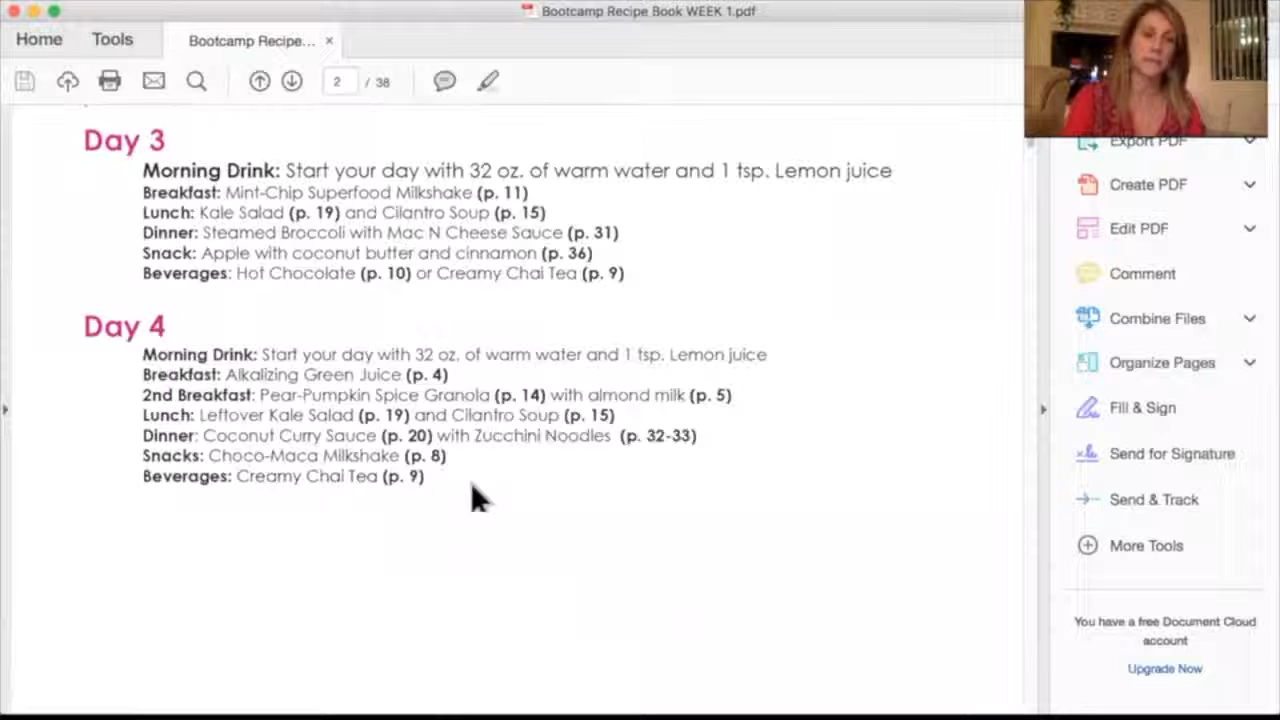 Bootcamp Recipe Book WEEK 1.pdf
Home
Tools
Bootcamp Recipe... ×
2 / 38
Day 3
Morning Drink: Start your day with 32 oz. of warm water and 1 tsp. Lemon juice
Breakfast: Mint-Chip Superfood Milkshake (p. 11)
Lunch: Kale Salad (p. 19) and Cilantro Soup (p. 15)
Dinner: Steamed Broccoli with Mac N Cheese Sauce (p. 31)
Snack: Apple with coconut butter and cinnamon (p. 36)
Beverages: Hot Chocolate (p. 10) or Creamy Chai Tea (p. 9)
Day 4
Morning Drink: Start your day with 32 oz. of warm water and 1 tsp. Lemon juice
Breakfast: Alkalizing Green Juice (p. 4)
2nd Breakfast: Pear-Pumpkin Spice Granola (p. 14) with almond milk (p. 5)
Lunch: Leftover Kale Salad (p. 19) and Cilantro Soup (p. 15)
Dinner: Coconut Curry Sauce (p. 20) with Zucchini Noodles (p. 32-33)
Snacks: Choco-Maca Milkshake (p. 8)
Beverages: Creamy Chai Tea (p. 9)
Export PDF
Create PDF
Edit PDF
Comment
Combine Files
Organize Pages
Fill & Sign
Send for Signature
Send & Track
More Tools
You have a free Document Cloud
account
Upgrade Now